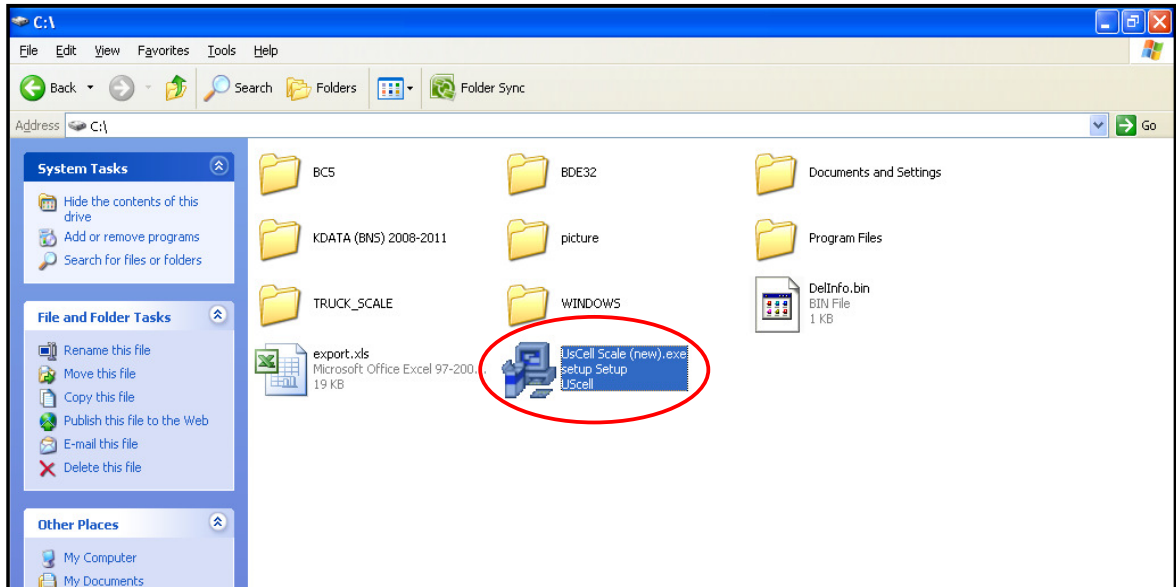 C:\
File Edit View Favorites Tools Help
Back Search Folders Folder Sync
Address C:\ Go
System Tasks
Hide the contents of this
drive
Add or remove programs
Search for files or folders
File and Folder Tasks
Rename this file
Move this file
Copy this file
Publish this file to the Web
E-mail this file
Delete this file
Other Places
My Computer
My Documents
BC5
BDE32
Documents and Settings
KDATA (BNS) 2008-2011
picture
Program Files
TRUCK_SCALE
WINDOWS
DelInfo.bin
BIN File
1 KB
export.xls
Microsoft Office Excel 97-200...
19 KB
UsCell Scale (new).exe
setup Setup
UScell